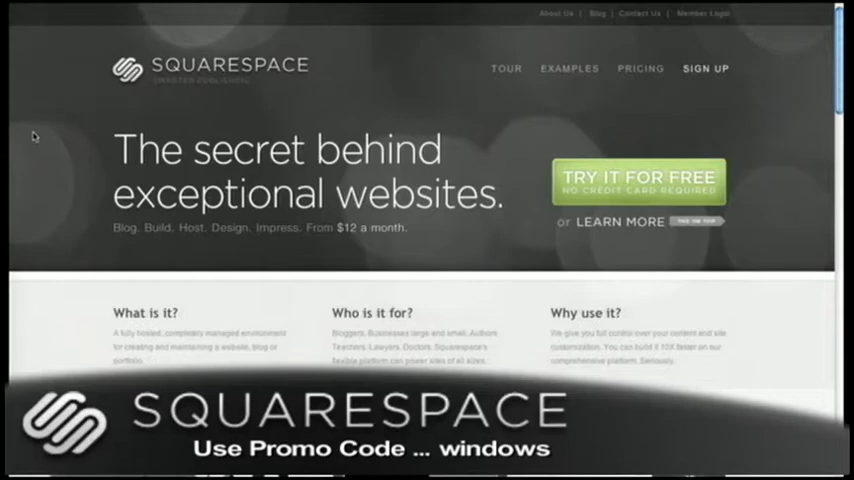 About Us | Blog | Contact Us | Member Login
SQUARESPACE
TOUR EXAMPLES PRICING SIGN UP
The secret behind
exceptional websites.
Blog. Build. Host. Design. Impress. From $12 a month.
TRY IT FOR FREE
NO CREDIT CARD REQUIRED
or LEARN MORE
What is it?
A fully hosted, completely managed environment
for creating and maintaining a website, blog or
portfolio.
Who is it for?
Bloggers. Businesses large and small. Authors
Teachers. Lawyers. Doctors. Squarespace's
flexible platform can power sites of all sizes.
Why use it?
We give you full control over your content and site
customization. You can build it 10X faster on our
comprehensive platform. Seriously.
SQUARESPACE
Use Promo Code ... windows